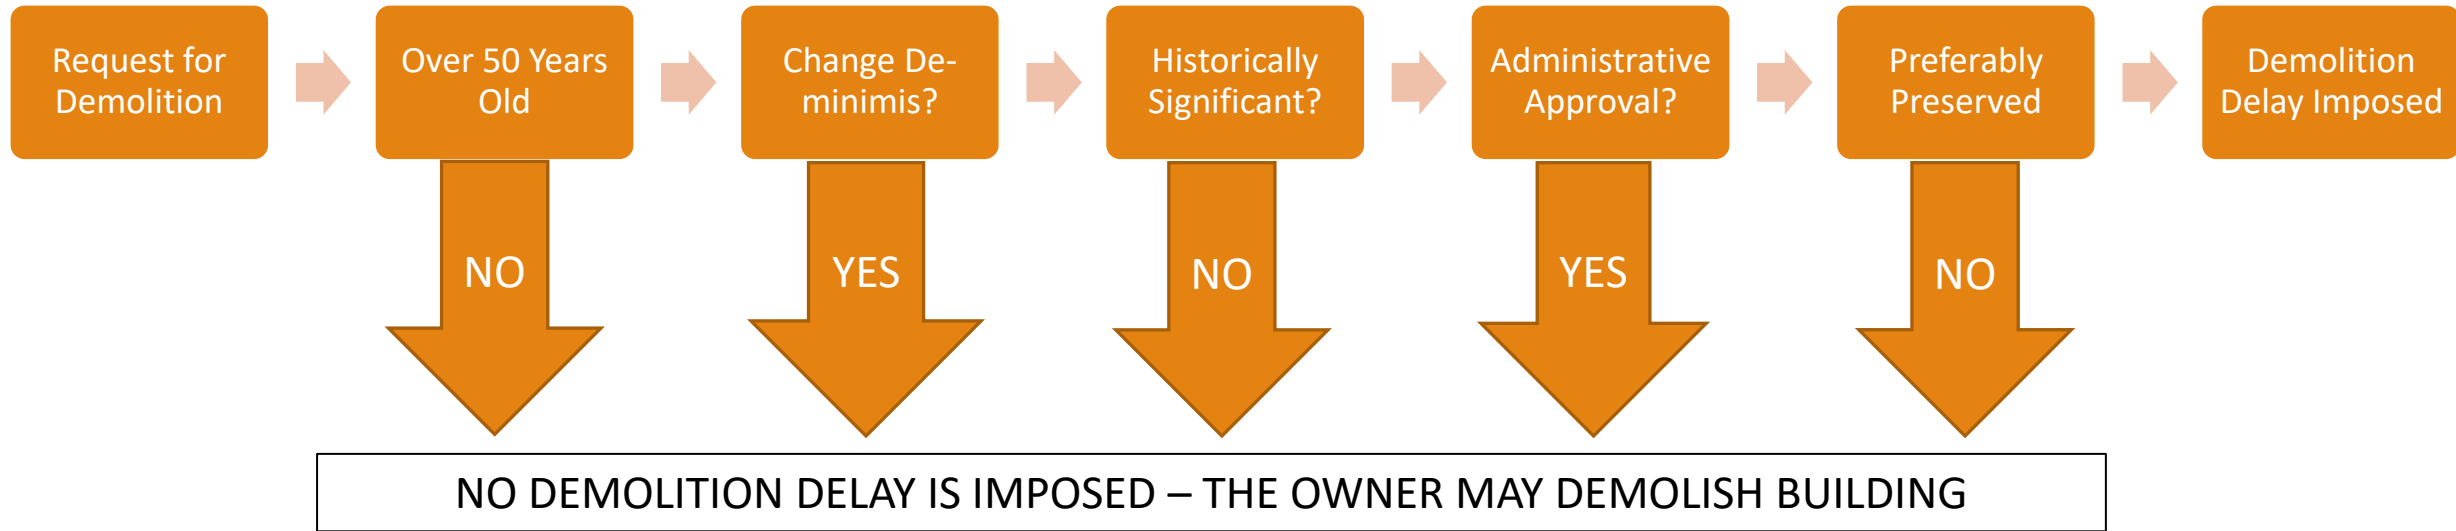 Request for
Demolition
Over 50 Years
Old
Change De-
minimis?
Historically
Significant?
Administrative
Approval?
Preferably
Preserved
Demolition
Delay Imposed
NO
YES
NO
YES
NO
NO DEMOLITION DELAY IS IMPOSED – THE OWNER MAY DEMOLISH BUILDING